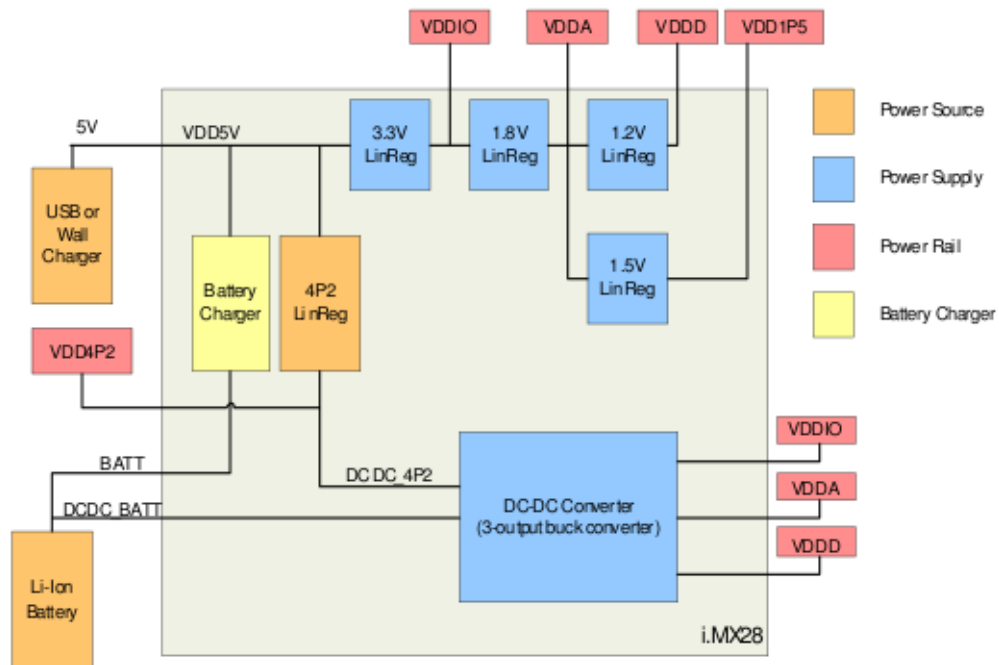 VDDIO
VDDA
VDDD
VDD1P5
5V
VDD5V
3.3V
LinReg
1.8V
LinReg
1.2V
LinReg
Power Source
Power Supply
Power Rail
Battery Charger
USB or
Wall
Charger
Battery
Charger
4P2
LinReg
1.5V
LinReg
VDD4P2
BATT
DCDC_4P2
DCDC_BATT
DC-DC Converter
(3-output buck converter)
VDDIO
VDDA
VDDD
Li-Ion
Battery
i.MX28